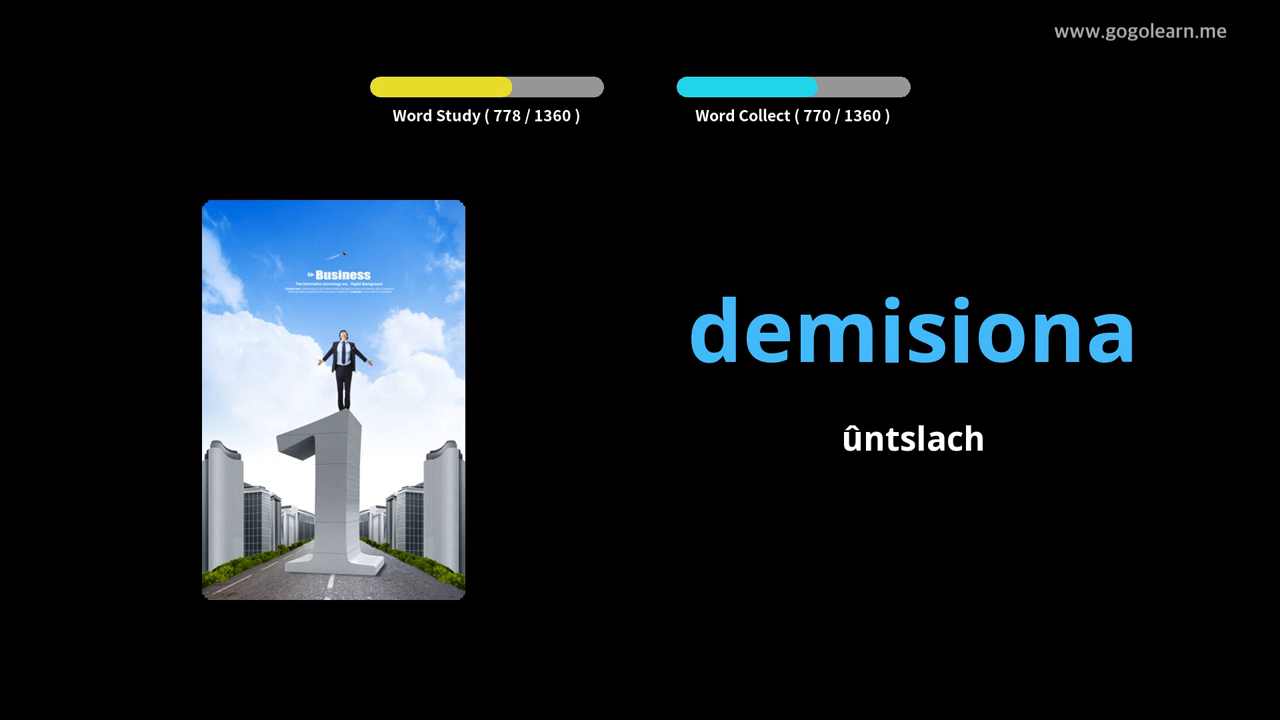 www.gogolearn.me
Word Study ( 778 / 1360 )
Word Collect ( 770 / 1360 )
Business
demisiona
ûntslach